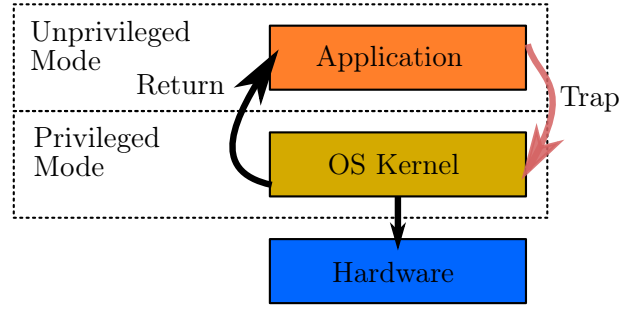 Unprivileged
Mode
Application
Return
Trap
Privileged
Mode
OS Kernel
Hardware